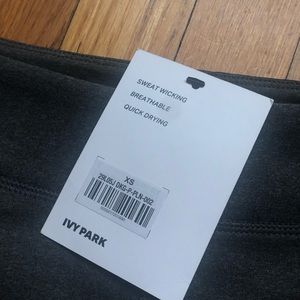 SWEAT WICKING
BREATHABLE
QUICK DRYING
XS
IVY PARK